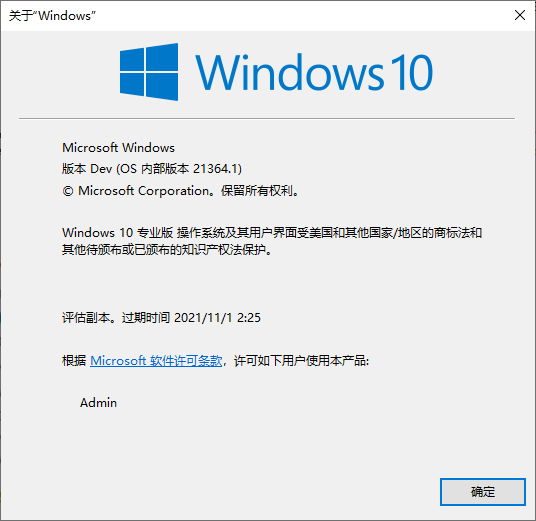 关于“Windows”
Windows 10
Microsoft Windows
版本 Dev (OS 内部版本 21364.1)
© Microsoft Corporation。保留所有权利。
Windows 10 专业版 操作系统及其用户界面受美国和其他国家/地区的商标法和
其他待颁布或已颁布的知识产权法保护。
评估副本。过期时间 2021/11/1 2:25
根据 Microsoft 软件许可条款，许可如下用户使用本产品:
Admin
确定